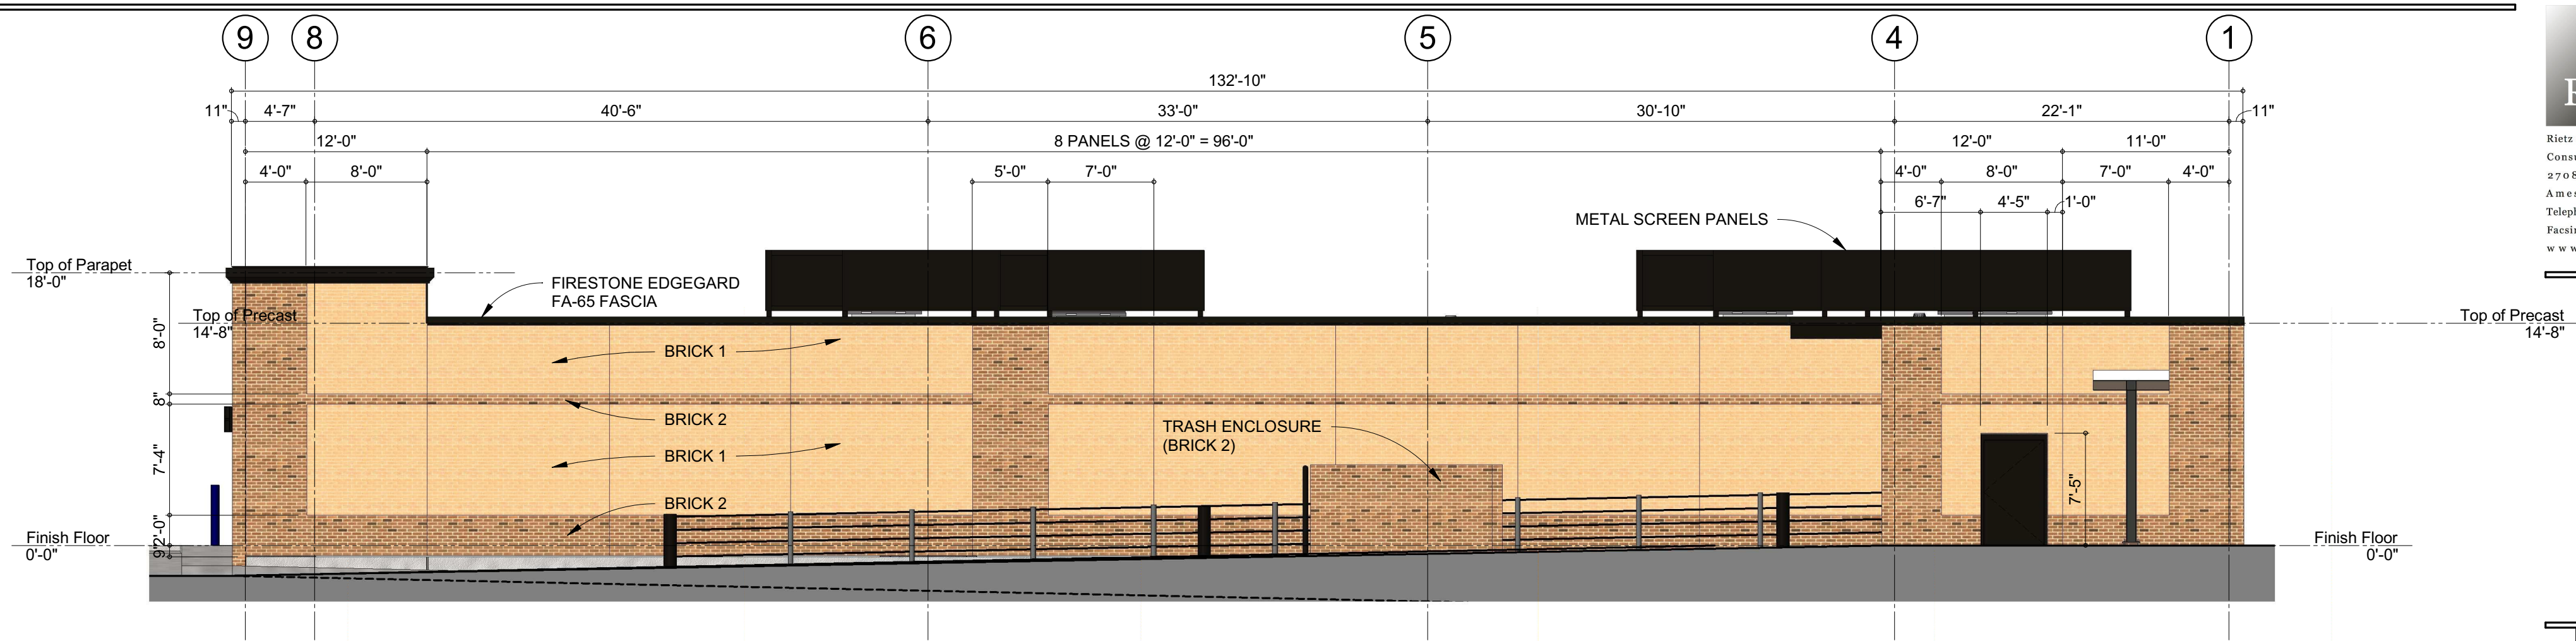 9 8 6 5 4 1
132'-10"
11" 4'-7" 40'-6" 33'-0" 30'-10" 22'-1" 11"
12'-0" 8 PANELS @ 12'-0" = 96'-0" 12'-0" 11'-0"
4'-0" 8'-0" 5'-0" 7'-0" 4'-0" 8'-0" 7'-0" 4'-0"
6'-7" 4'-5" 1'-0"
METAL SCREEN PANELS
Top of Parapet
18'-0"
FIRESTONE EDGEGARD
FA-65 FASCIA
Top of Precast
14'-8"
Top of Precast
14'-8"
8'-0"
BRICK 1
8"
BRICK 2
TRASH ENCLOSURE
(BRICK 2)
BRICK 1
7'-4"
BRICK 2
7'-5"
2'-0"
9"
Finish Floor
0'-0"
Finish Floor
0'-0"
Rietz
2708